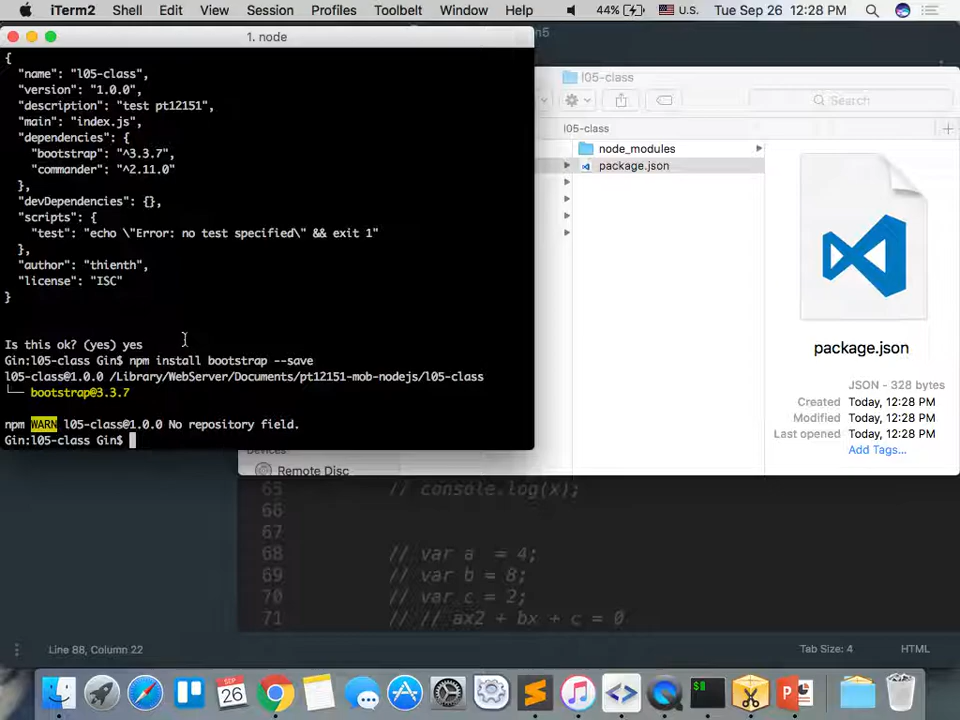 iTerm2 Shell Edit View Session Profiles Toolbelt Window Help 44% U.S. Tue Sep 26 12:28 PM
1. node
{
"name": "l05-class",
"version": "1.0.0",
"description": "test pt12151",
"main": "index.js",
"dependencies": {
"bootstrap": "^3.3.7",
"commander": "^2.11.0"
},
"devDependencies": {},
"scripts": {
"test": "echo \"Error: no test specified\" && exit 1"
},
"author": "thienth",
"license": "ISC"
}
Is this ok? (yes) yes
Gin:l05-class Gin$ npm install bootstrap --save
l05-class@1.0.0 /Library/WebServer/Documents/pt12151-mob-nodejs/l05-class
└── bootstrap@3.3.7
npm WARN l05-class@1.0.0 No repository field.
Gin:l05-class Gin$
l05-class
Search
l05-class
node_modules
package.json
package.json
JSON - 328 bytes
Created Today, 12:28 PM
Modified Today, 12:28 PM
Last opened Today, 12:28 PM
Add Tags...
Devices
Remote Disc
65 // console.log(x);
66
67
68 // var a = 4;
69 // var b = 8;
70 // var c = 2;
71 // // ax2 + bx + c = 0
Line 88, Column 22
Tab Size: 4
HTML
SEP
26